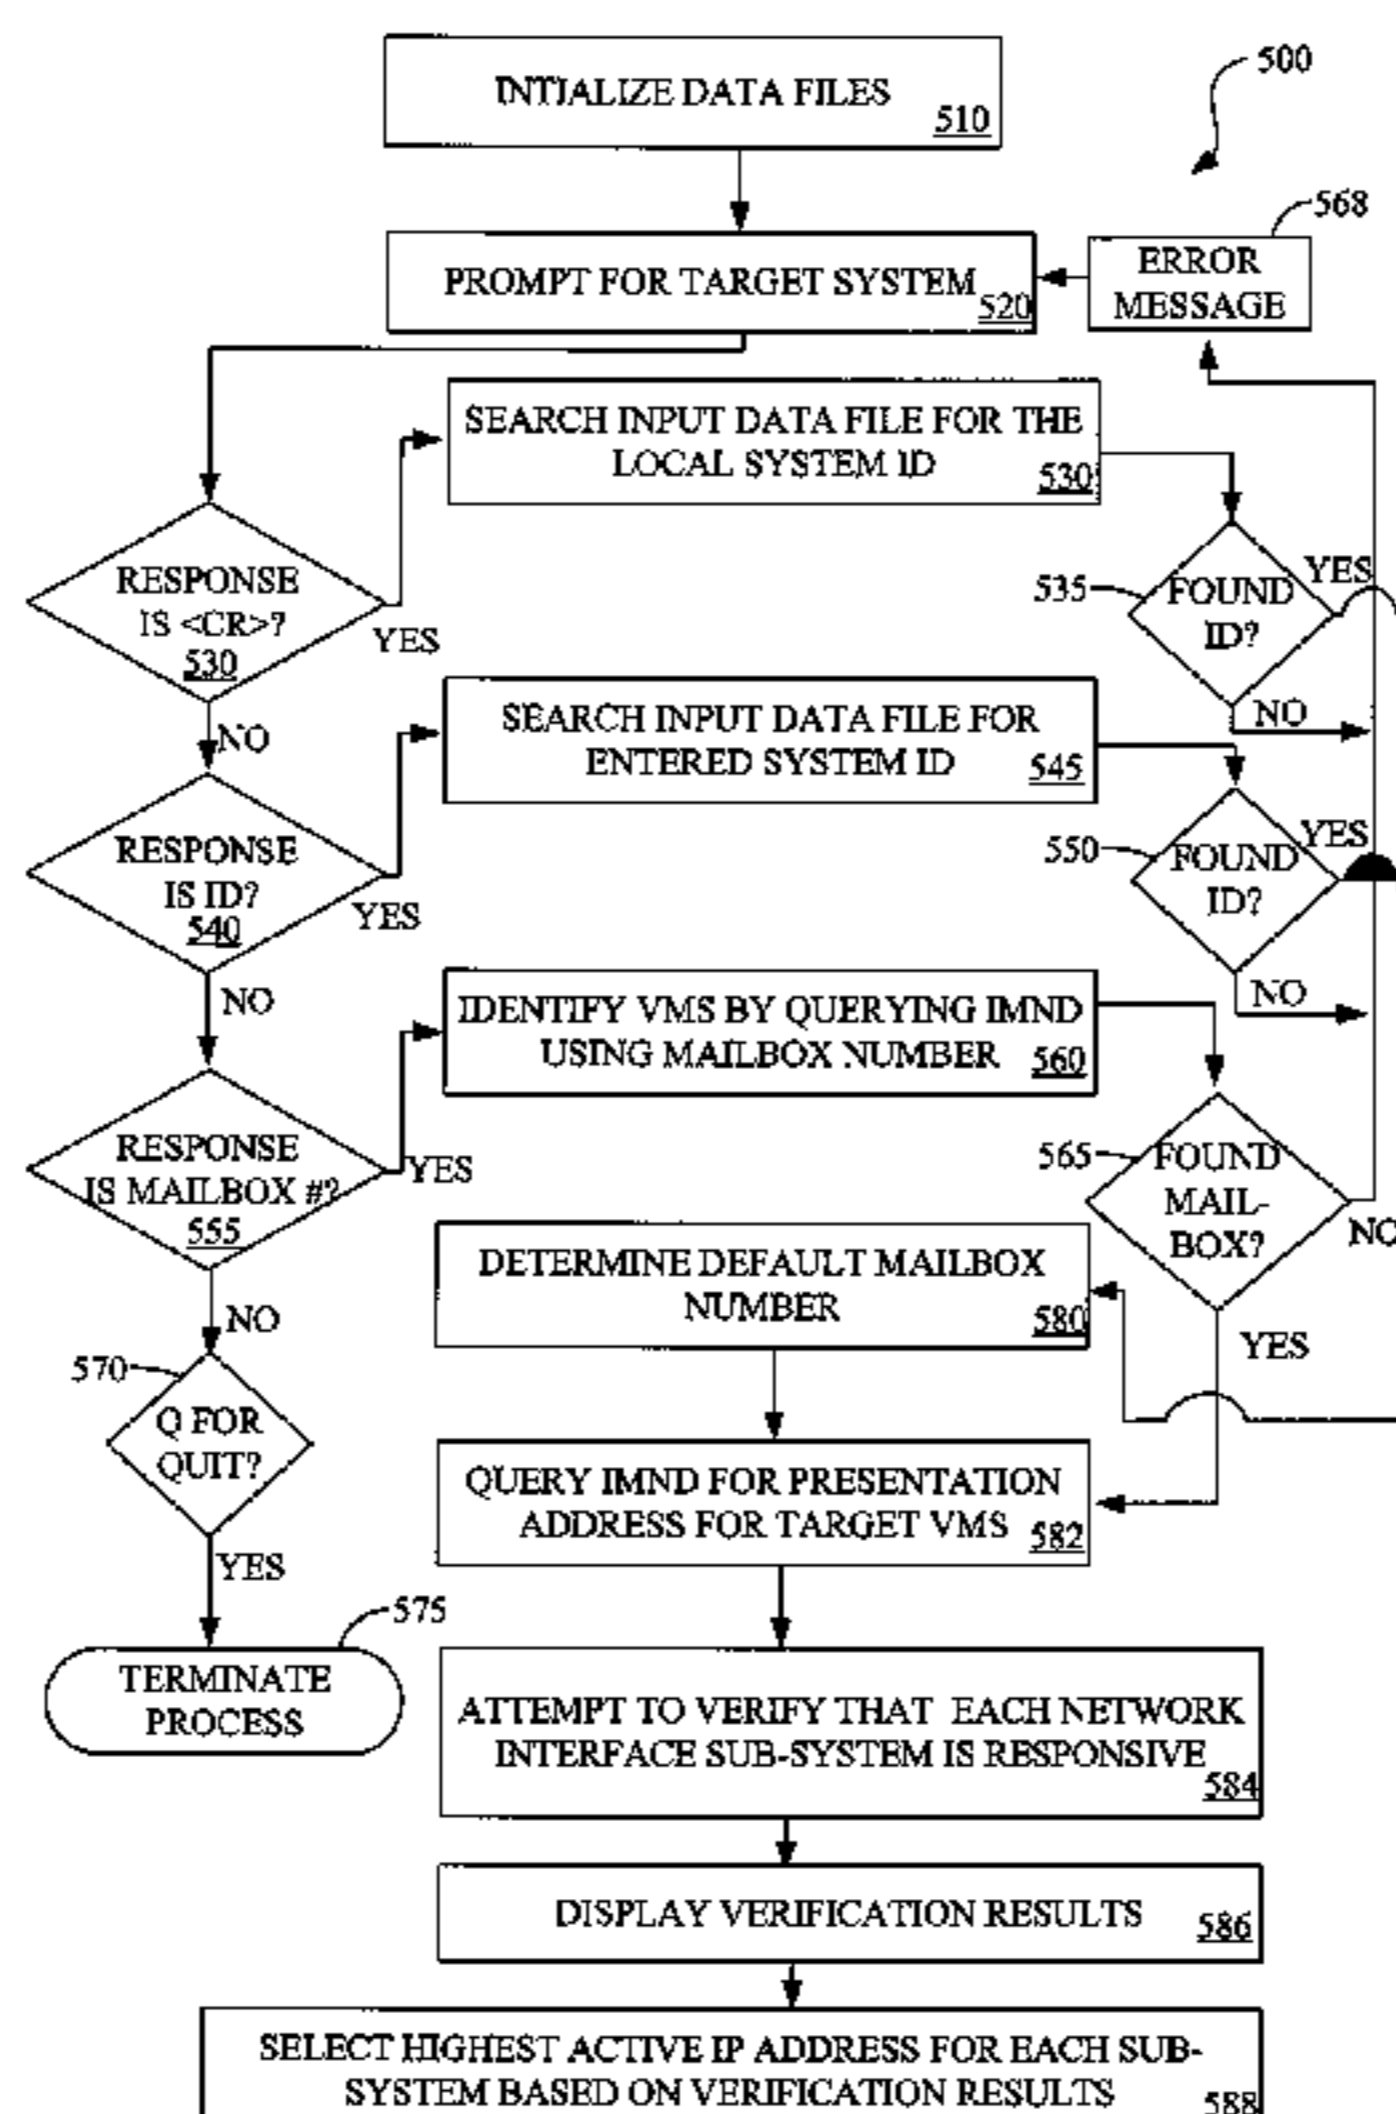 INTIALIZE DATA FILES
510
500
568
PROMPT FOR TARGET SYSTEM
520
ERROR
MESSAGE
SEARCH INPUT DATA FILE FOR THE
LOCAL SYSTEM ID
530
RESPONSE
IS <CR>?
530
YES
535
FOUND
ID?
YES
NO
NO
SEARCH INPUT DATA FILE FOR
ENTERED SYSTEM ID
545
RESPONSE
IS ID?
540
YES
550
FOUND
ID?
YES
NO
NO
IDENTIFY VMS BY QUERYING IMND
USING MAILBOX NUMBER
560
RESPONSE
IS MAILBOX #?
555
YES
565
FOUND
MAIL-
BOX?
NO
YES
DETERMINE DEFAULT MAILBOX
NUMBER
580
NO
570
Q FOR
QUIT?
YES
QUERY IMND FOR PRESENTATION
ADDRESS FOR TARGET VMS
582
575
TERMINATE
PROCESS
ATTEMPT TO VERIFY THAT EACH NETWORK
INTERFACE SUB-SYSTEM IS RESPONSIVE
584
DISPLAY VERIFICATION RESULTS
586
SELECT HIGHEST ACTIVE IP ADDRESS FOR EACH SUB-
SYSTEM BASED ON VERIFICATION RESULTS
588